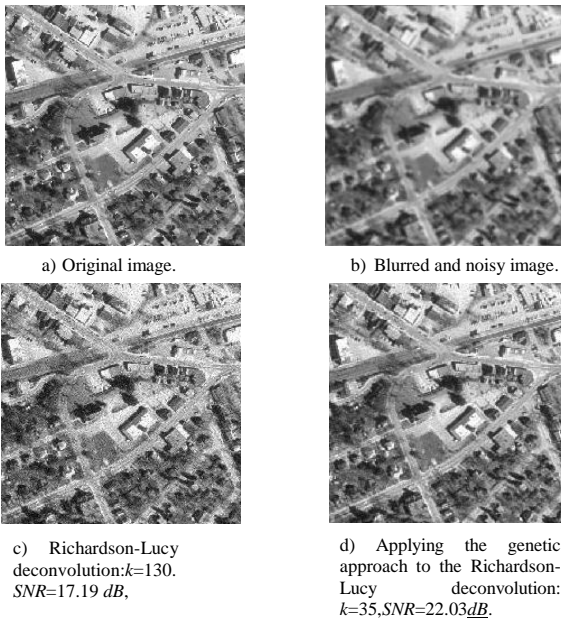 a) Original image.
b) Blurred and noisy image.
c) Richardson-Lucy
deconvolution:k=130.
SNR=17.19 dB,
d) Applying the genetic
approach to the Richardson-
Lucy deconvolution:
k=35,SNR=22.03dB.